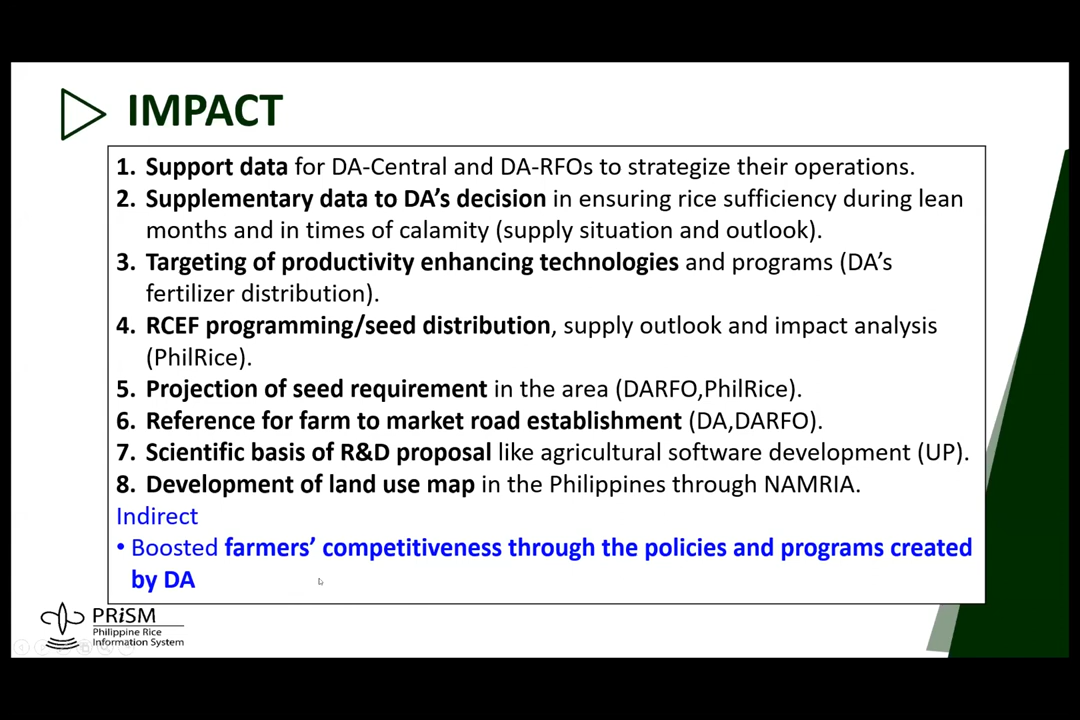 IMPACT
1. Support data for DA-Central and DA-RFOs to strategize their operations.
2. Supplementary data to DA's decision in ensuring rice sufficiency during lean
months and in times of calamity (supply situation and outlook).
3. Targeting of productivity enhancing technologies and programs (DA's
fertilizer distribution).
4. RCEF programming/seed distribution, supply outlook and impact analysis
(PhilRice).
5. Projection of seed requirement in the area (DARFO,PhilRice).
6. Reference for farm to market road establishment (DA,DARFO).
7. Scientific basis of R&D proposal like agricultural software development (UP).
8. Development of land use map in the Philippines through NAMRIA.
Indirect
• Boosted farmers' competitiveness through the policies and programs created
by DA
PRiSM
Philippine Rice
Information System